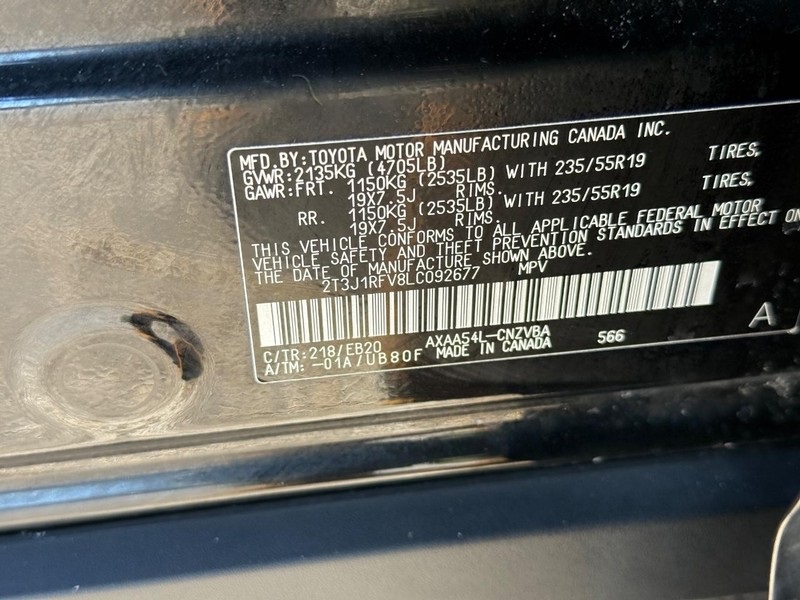 MFD.BY:TOYOTA MOTOR MANUFACTURING CANADA INC.
GVWR:2135KG (4705LB)
GAWR:FRT. 1150KG (2535LB) WITH 235/55R19 TIRES,
19X7.5J RIMS.
RR. 1150KG (2535LB) WITH 235/55R19 TIRES,
19X7.5J RIMS.
THIS VEHICLE CONFORMS TO ALL APPLICABLE FEDERAL MOTOR
VEHICLE SAFETY AND THEFT PREVENTION STANDARDS IN EFFECT ON
THE DATE OF MANUFACTURE SHOWN ABOVE.
2T3J1RFV8LC092677 MPV
C/TR:218/EB20 AXAA54L-CNZVBA 566
A/TM:-01A/UB80F MADE IN CANADA
A